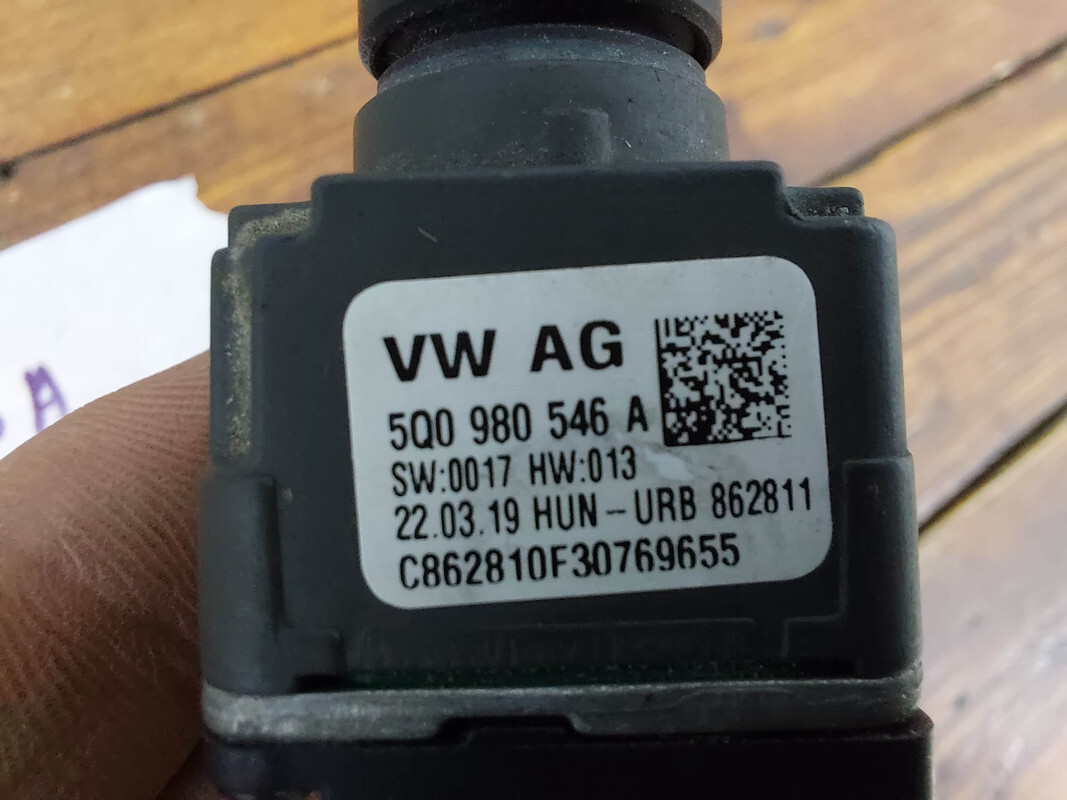 VW AG
5Q0 980 546 A
SW:0017 HW:013
22.03.19 HUN-URB 862811
C862810F30769655